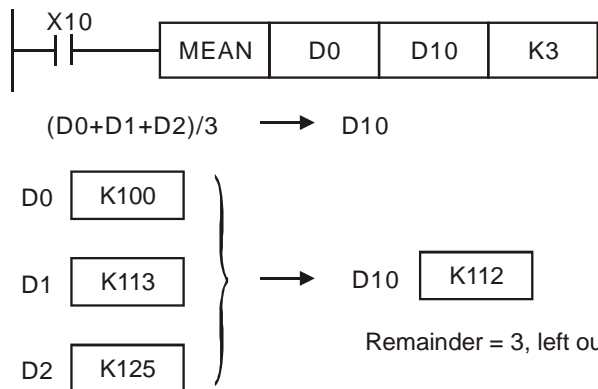 X10
MEAN D0 D10 K3
(D0+D1+D2)/3 D10
D0 K100
D1 K113 D10 K112
Remainder = 3, left
D2 K125